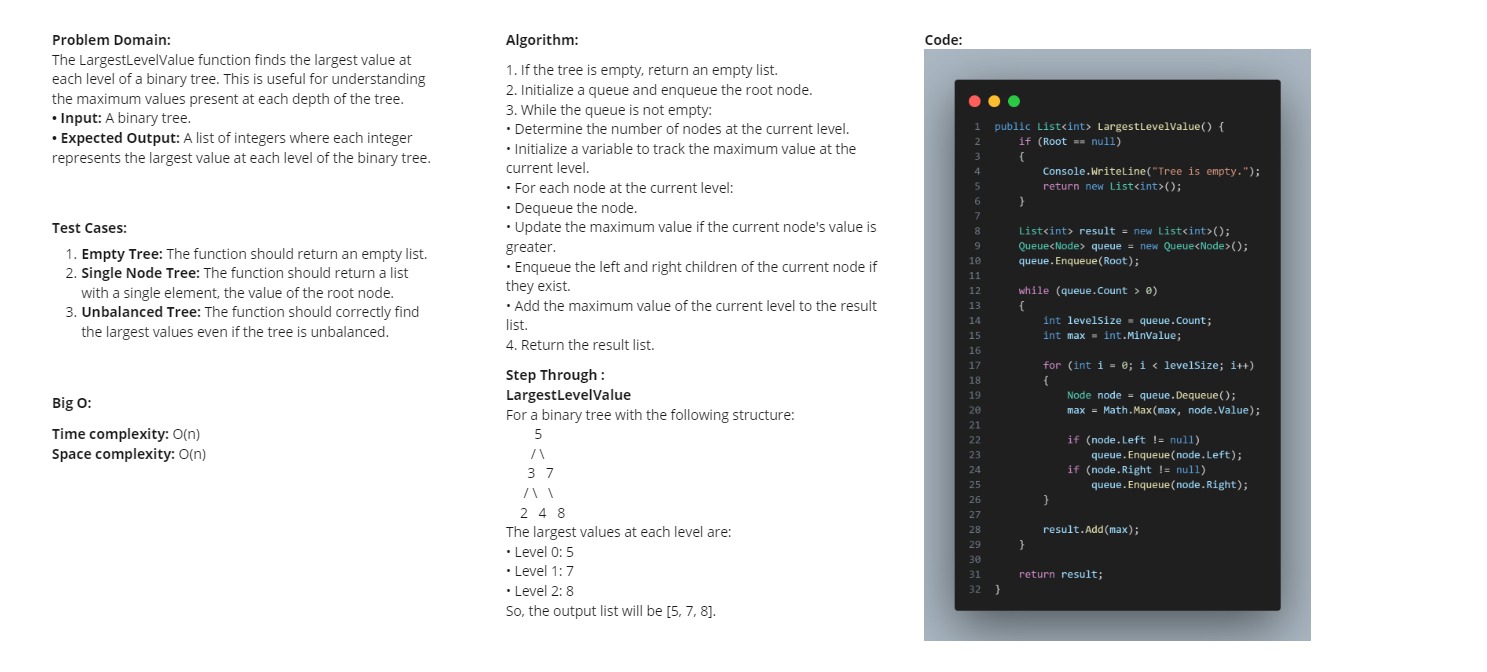 Problem Domain:
The LargestLevelValue function finds the largest value at
each level of a binary tree. This is useful for understanding
the maximum values present at each depth of the tree.
• Input: A binary tree.
• Expected Output: A list of integers where each integer
represents the largest value at each level of the binary tree.
Test Cases:
1. Empty Tree: The function should return an empty list.
2. Single Node Tree: The function should return a list
with a single element, the value of the root node.
3. Unbalanced Tree: The function should correctly find
the largest values even if the tree is unbalanced.
Big O:
Time complexity: O(n)
Space complexity: O(n)
Algorithm:
1. If the tree is empty, return an empty list.
2. Initialize a queue and enqueue the root node.
3. While the queue is not empty:
• Determine the number of nodes at the current level.
• Initialize a variable to track the maximum value at the
current level.
• For each node at the current level:
• Dequeue the node.
• Update the maximum value if the current node's value is
greater.
• Enqueue the left and right children of the current node if
they exist.
• Add the maximum value of the current level to the result
list.
4. Return the result list.
Step Through :
LargestLevelValue
For a binary tree with the following structure:
5
/ \
3 7
/ \ \
2 4 8
The largest values at each level are:
• Level 0: 5
• Level 1: 7
• Level 2: 8
So, the output list will be [5, 7, 8].
Code:
1 public List<int> LargestLevelValue() {
2 if (Root == null)
3 {
4 Console.WriteLine("Tree is empty.");
5 return new List<int>();
6 }
7
8 List<int> result = new List<int>();
9 Queue<Node> queue = new Queue<Node>();
10 queue.Enqueue(Root);
11
12 while (queue.Count > 0)
13 {
14 int levelSize = queue.Count;
15 int max = int.MinValue;
16
17 for (int i = 0; i < levelSize; i++)
18 {
19 Node node = queue.Dequeue();
20 max = Math.Max(max, node.Value);
21
22 if (node.Left != null)
23 queue.Enqueue(node.Left);
24 if (node.Right != null)
25 queue.Enqueue(node.Right);
26 }
27
28 result.Add(max);
29 }
30
31 return result;
32 }